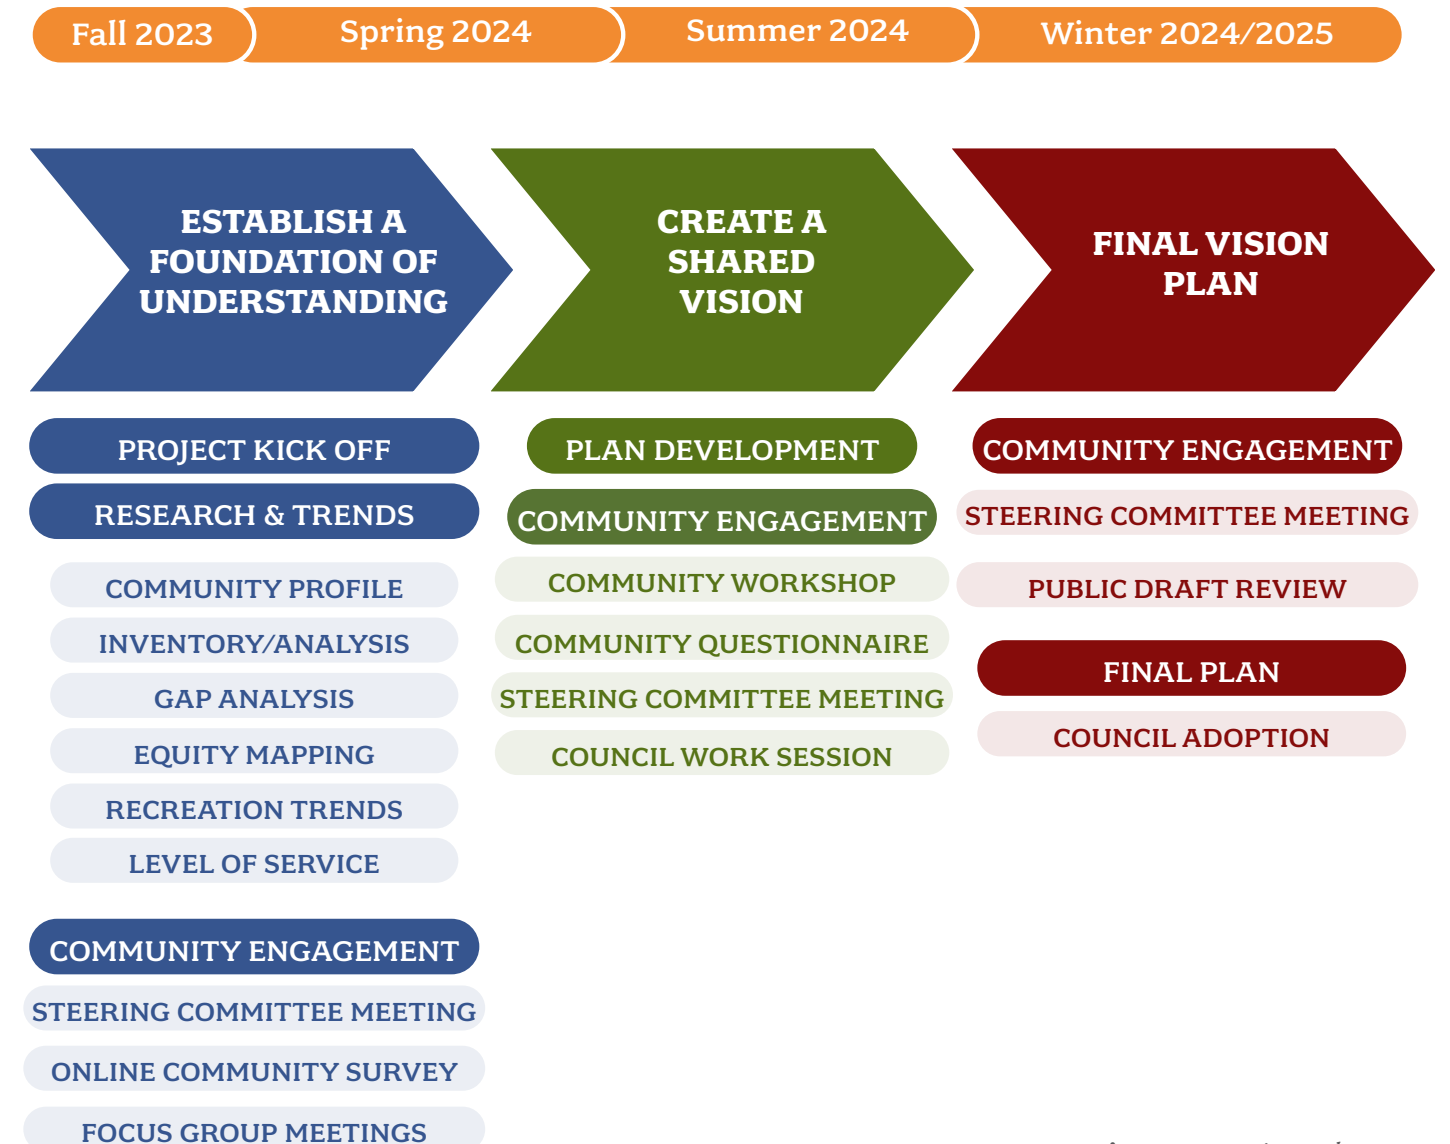 Fall 2023
Spring 2024
Summer 2024
Winter 2024/2025
ESTABLISH A
FOUNDATION OF
UNDERSTANDING
PROJECT KICK OFF
RESEARCH & TRENDS
COMMUNITY PROFILE
INVENTORY/ANALYSIS
GAP ANALYSIS
EQUITY MAPPING
RECREATION TRENDS
LEVEL OF SERVICE
COMMUNITY ENGAGEMENT
STEERING COMMITTEE MEETING
ONLINE COMMUNITY SURVEY
FOCUS GROUP MEETINGS
CREATE A
SHARED
VISION
PLAN DEVELOPMENT
COMMUNITY ENGAGEMENT
COMMUNITY WORKSHOP
COMMUNITY QUESTIONNAIRE
STEERING COMMITTEE MEETING
COUNCIL WORK SESSION
FINAL VISION
PLAN
COMMUNITY ENGAGEMENT
STEERING COMMITTEE MEETING
PUBLIC DRAFT REVIEW
FINAL PLAN
COUNCIL ADOPTION